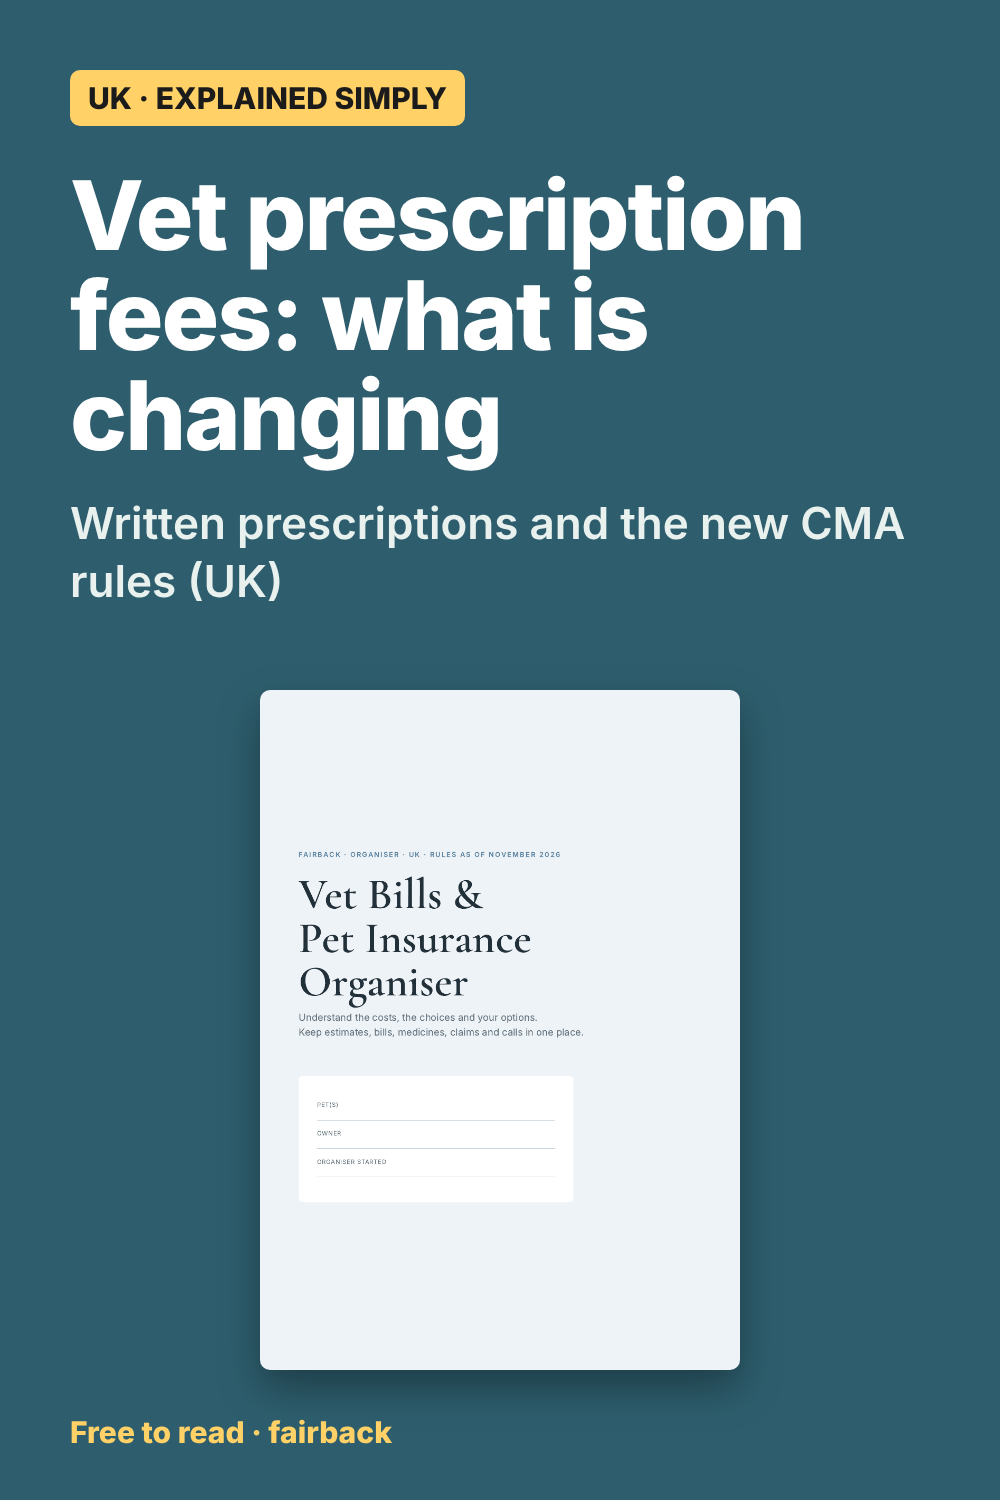 UK · EXPLAINED SIMPLY
Vet prescription
fees: what is
changing
Written prescriptions and the new CMA
rules (UK)
FAIRBACK · ORGANISER · UK · RULES AS OF NOVEMBER 2026
Vet Bills &
Pet Insurance
Organiser
Understand the costs, the choices and your options.
Keep estimates, bills, medicines, claims and calls in one place.
PET(S)
OWNER
ORGANISER STARTED
Free to read · fairback